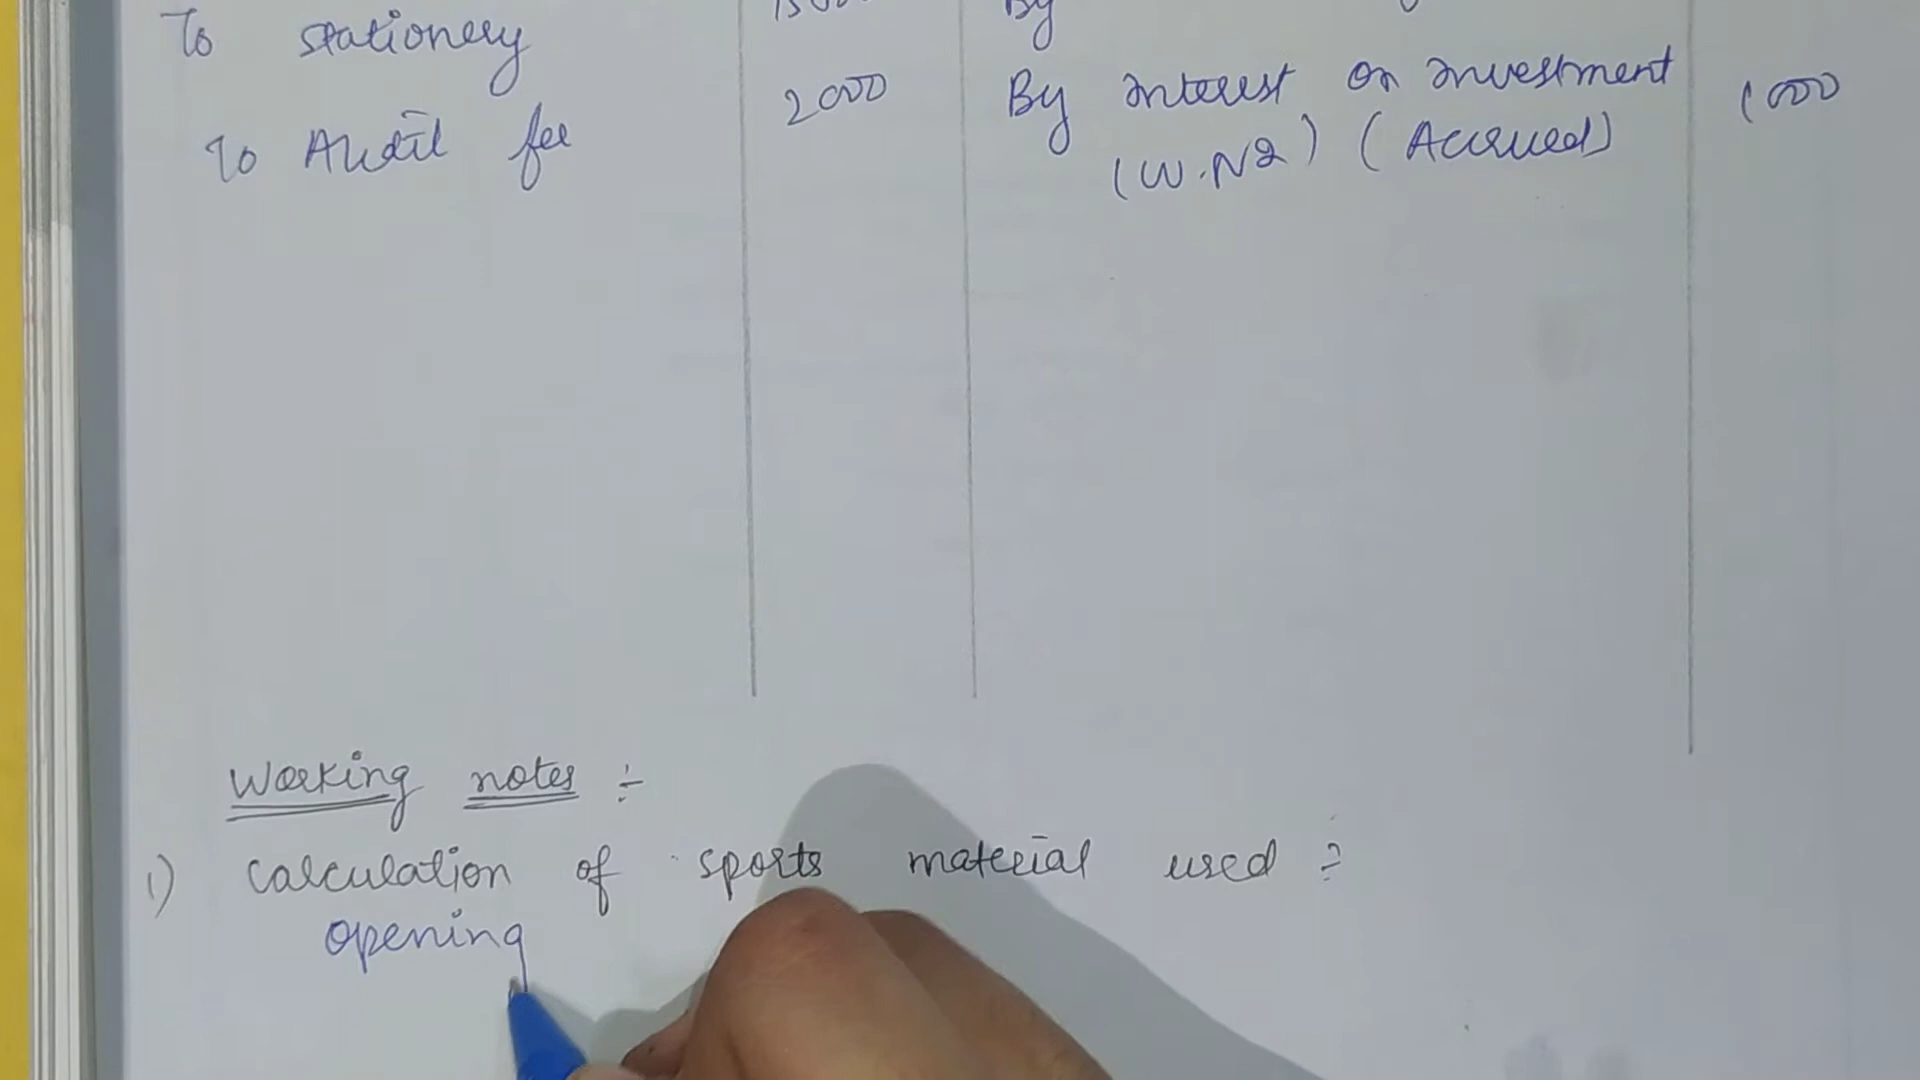 To stationery
By
To Audit fee 2000 By Interest on Investment 1000
(W.N2) (Accrued)
Working notes :-
1) Calculation of sports material used :-
opening